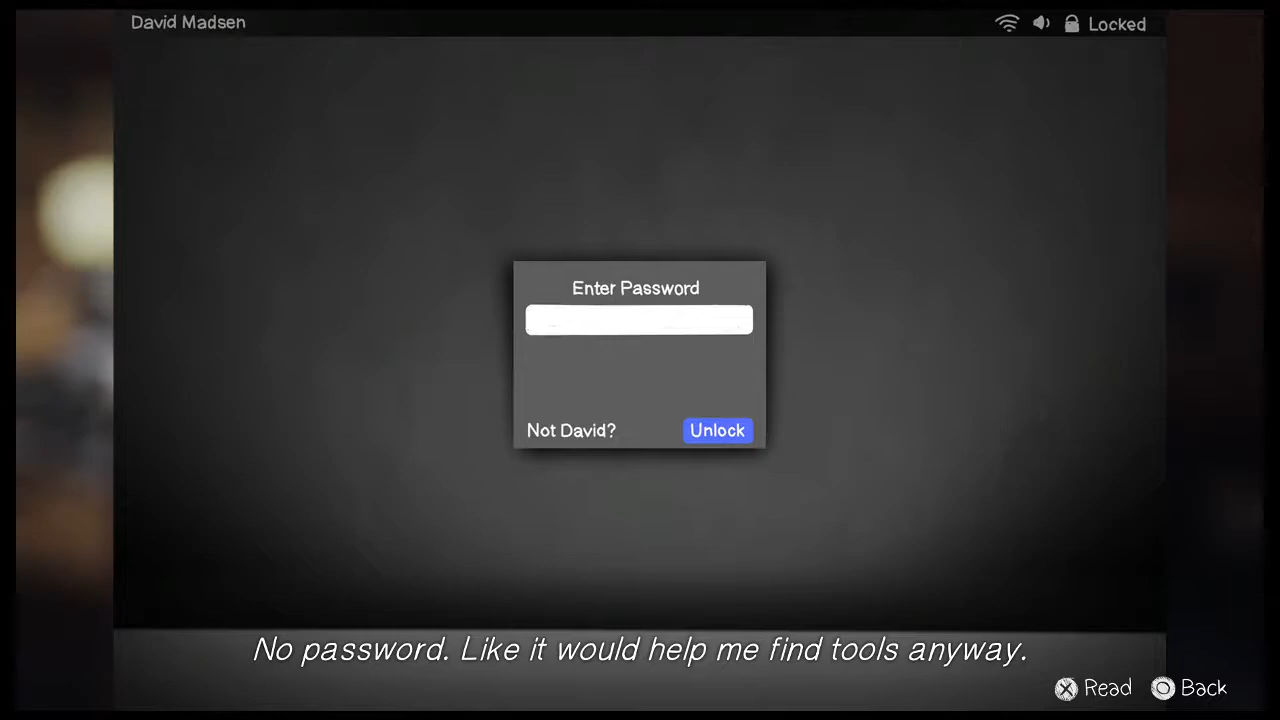 David Madsen
Locked
Enter Password
Not David?
Unlock
No password. Like it would help me find tools anyway.
Read
Back